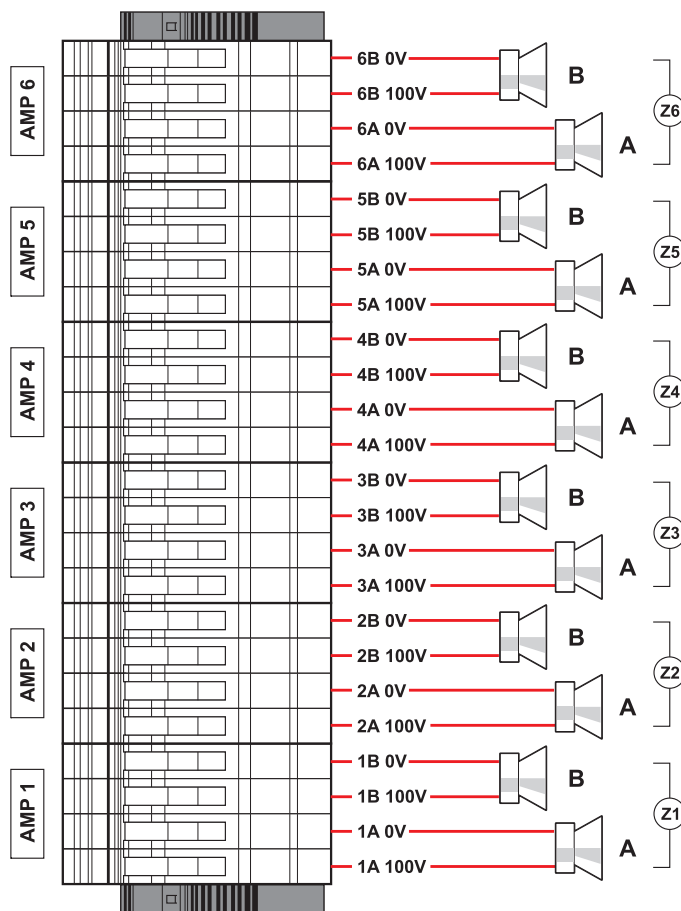 AMP 6
6B 0V
B
6B 100V
Z6
6A 0V
A
6A 100V
AMP 5
5B 0V
B
5B 100V
Z5
5A 0V
A
5A 100V
AMP 4
4B 0V
B
4B 100V
Z4
4A 0V
A
4A 100V
AMP 3
3B 0V
B
3B 100V
Z3
3A 0V
A
3A 100V
AMP 2
2B 0V
B
2B 100V
Z2
2A 0V
A
2A 100V
AMP 1
1B 0V
B
1B 100V
Z1
1A 0V
A
1A 100V